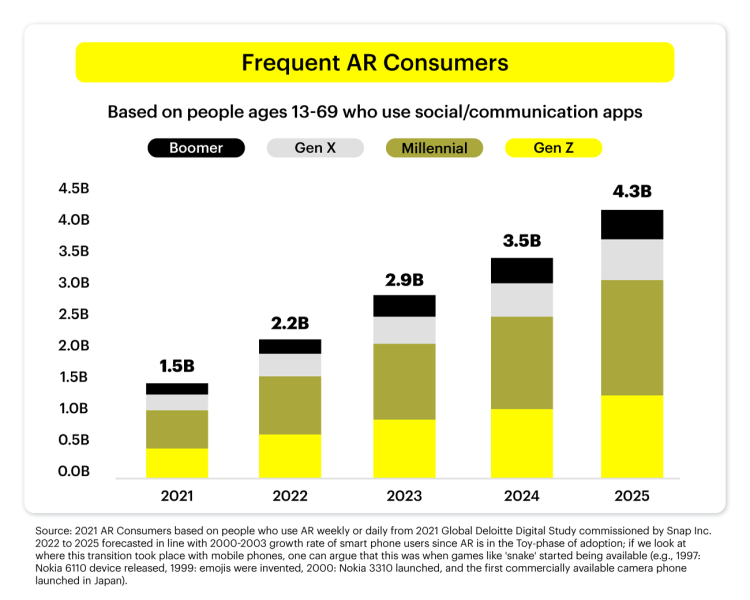 Frequent AR Consumers
Based on people ages 13-69 who use social/communication apps
Boomer Gen X Millennial Gen Z
4.5B
4.0B
3.5B
3.0B
2.5B
2.0B
1.5B
1.0B
0.5B
0.0B
1.5B
2.2B
2.9B
3.5B
4.3B
2021 2022 2023 2024 2025
Source: 2021 AR Consumers based on people who use AR weekly or daily from 2021 Global Deloitte Digital Study commissioned by Snap Inc.
2022 to 2025 forecasted in line with 2000-2003 growth rate of smart phone users since AR is in the Toy-phase of adoption; if we look at
where this transition took place with mobile phones, one can argue that this was when games like 'snake' started being available (e.g., 1997:
Nokia 6110 device released, 1999: emojis were invented, 2000: Nokia 3310 launched, and the first commercially available camera phone
launched in Japan).